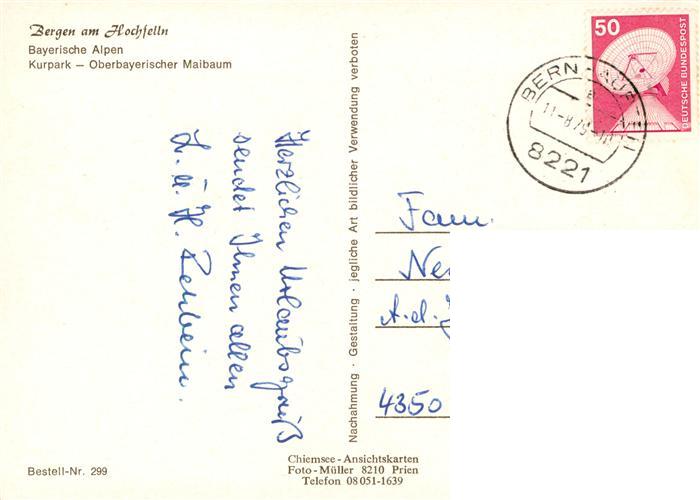 Bergen am Hochfelln
Bayerische Alpen
Kurpark – Oberbayerischer Maibaum
Herzlichen Urlaubsgruß
sendet Ihnen allen
L. u. H. Rehbein.
Bestell-Nr. 299
Nachahmung · Gestaltung · jegliche Art bildlicher Verwendung verboten
Chiemsee-Ansichtskarten
Foto-Müller 8210 Prien
Telefon 08051-1639
50
DEUTSCHE BUNDESPOST
8221
Fam.
Ne
A.d.
4350